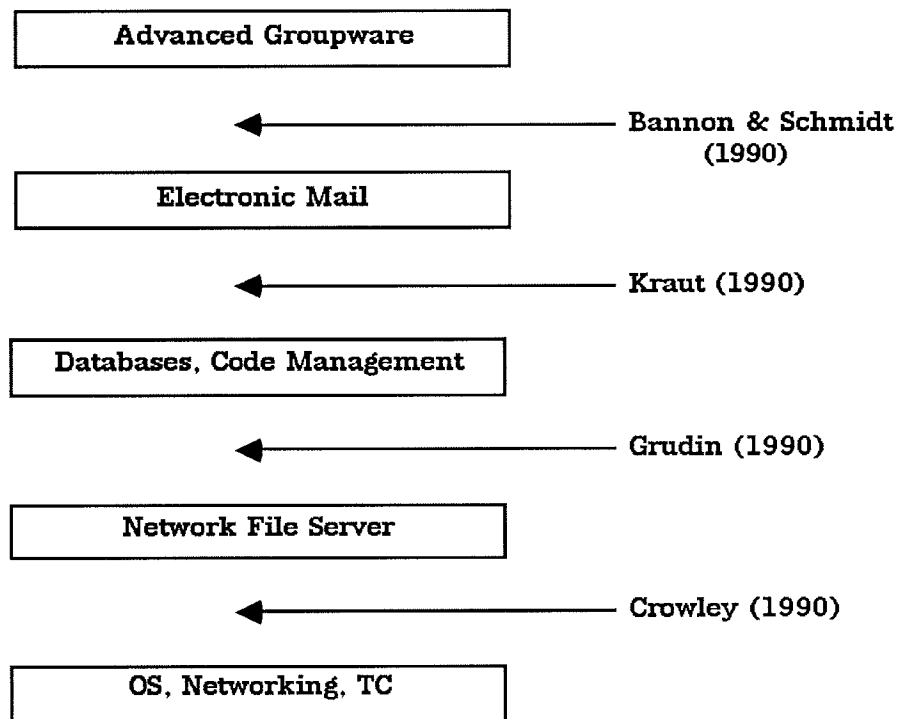 Advanced Groupware
Bannon & Schmidt
(1990)
Electronic Mail
Kraut (1990)
Databases, Code Management
Grudin (1990)
Network File Server
Crowley (1990)
OS, Networking, TC